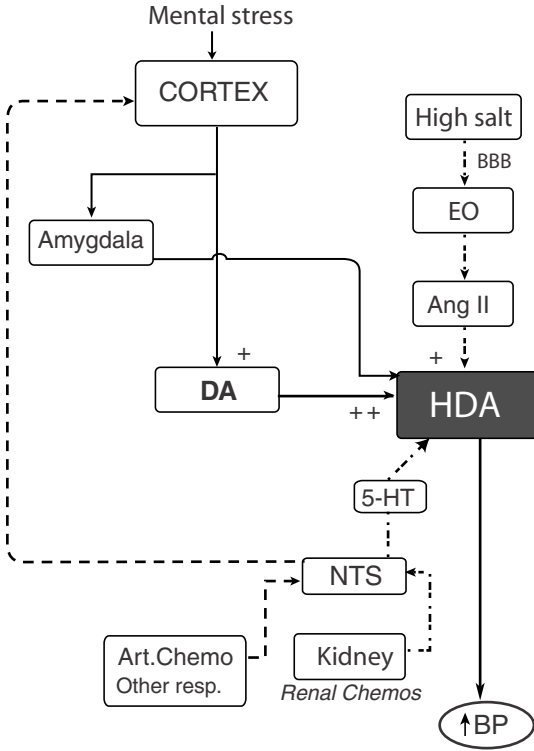 Mental stress
CORTEX
High salt
BBB
EO
Amygdala
Ang II
+
+
DA
++
HDA
5-HT
NTS
Art.Chemo
Other resp.
Kidney
Renal Chemos
↑BP